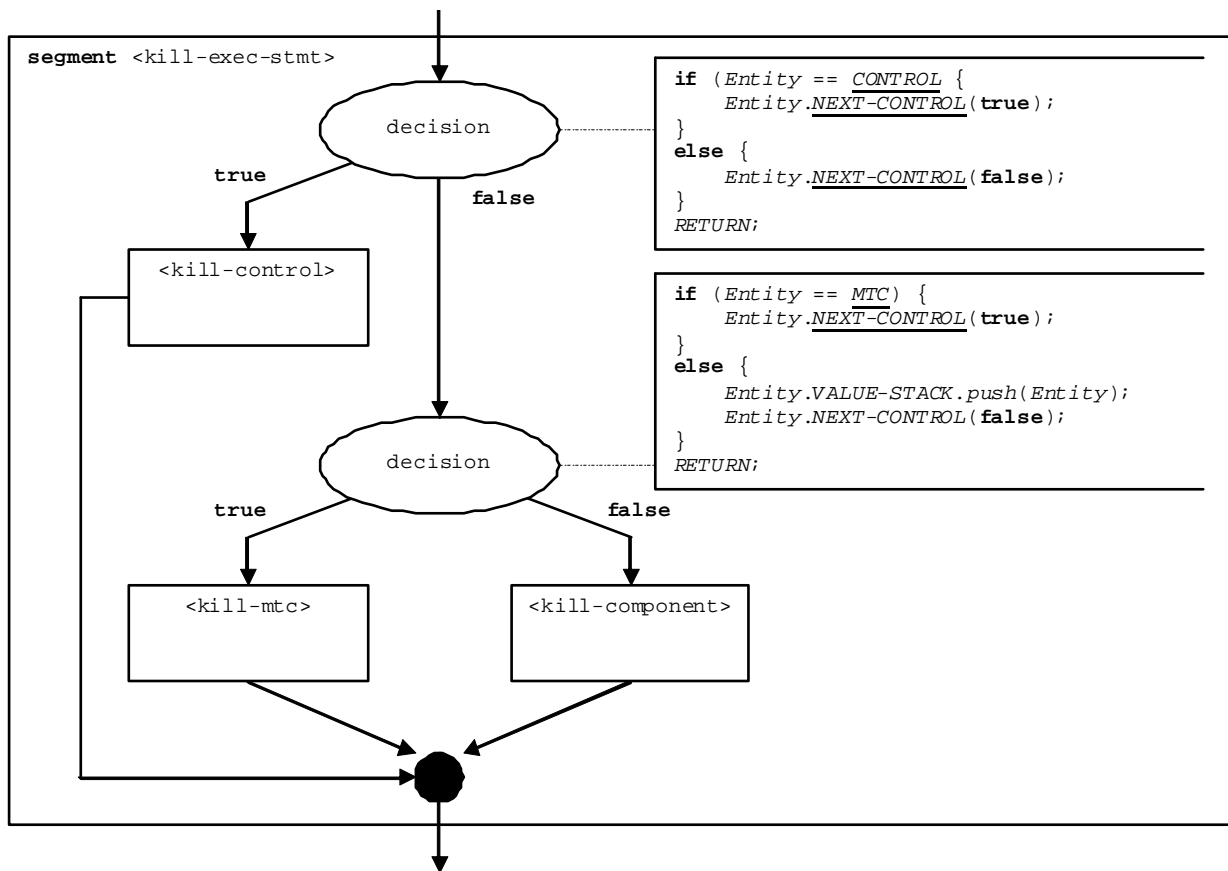 segment <kill-exec-stmt>
decision
if (Entity == CONTROL {
Entity.NEXT-CONTROL(true);
}
else {
Entity.NEXT-CONTROL(false);
}
RETURN;
true
false
<kill-control>
if (Entity == MTC) {
Entity.NEXT-CONTROL(true);
}
else {
Entity.VALUE-STACK.push(Entity);
Entity.NEXT-CONTROL(false);
}
RETURN;
decision
true
false
<kill-mtc>
<kill-component>